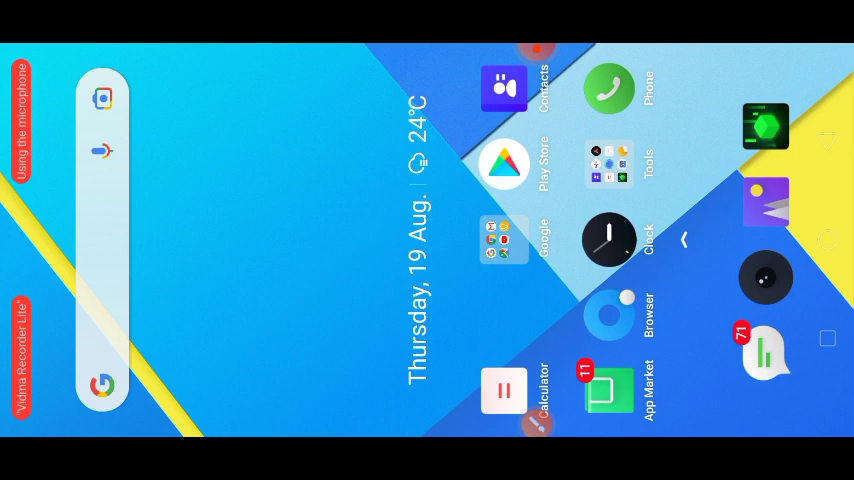 "Vidma Recorder Lite"
Using the microphone
Thursday, 19 Aug. 24°C
Calculator
Google
Play Store
Contacts
11
App Market
Browser
Clock
Tools
Phone
71